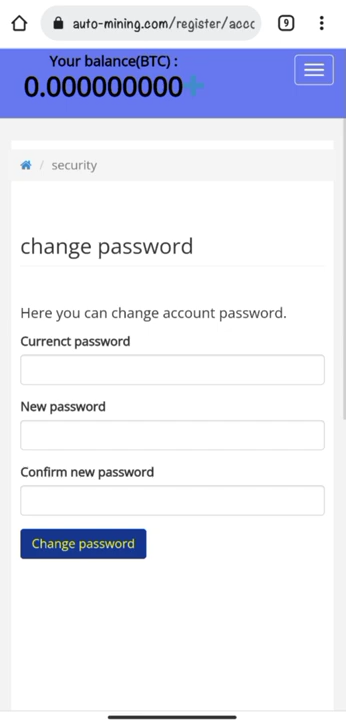 auto-mining.com/register/accc
9
Your balance(BTC) :
0.000000000+
/ security
change password
Here you can change account password.
Currenct password
New password
Confirm new password
Change password